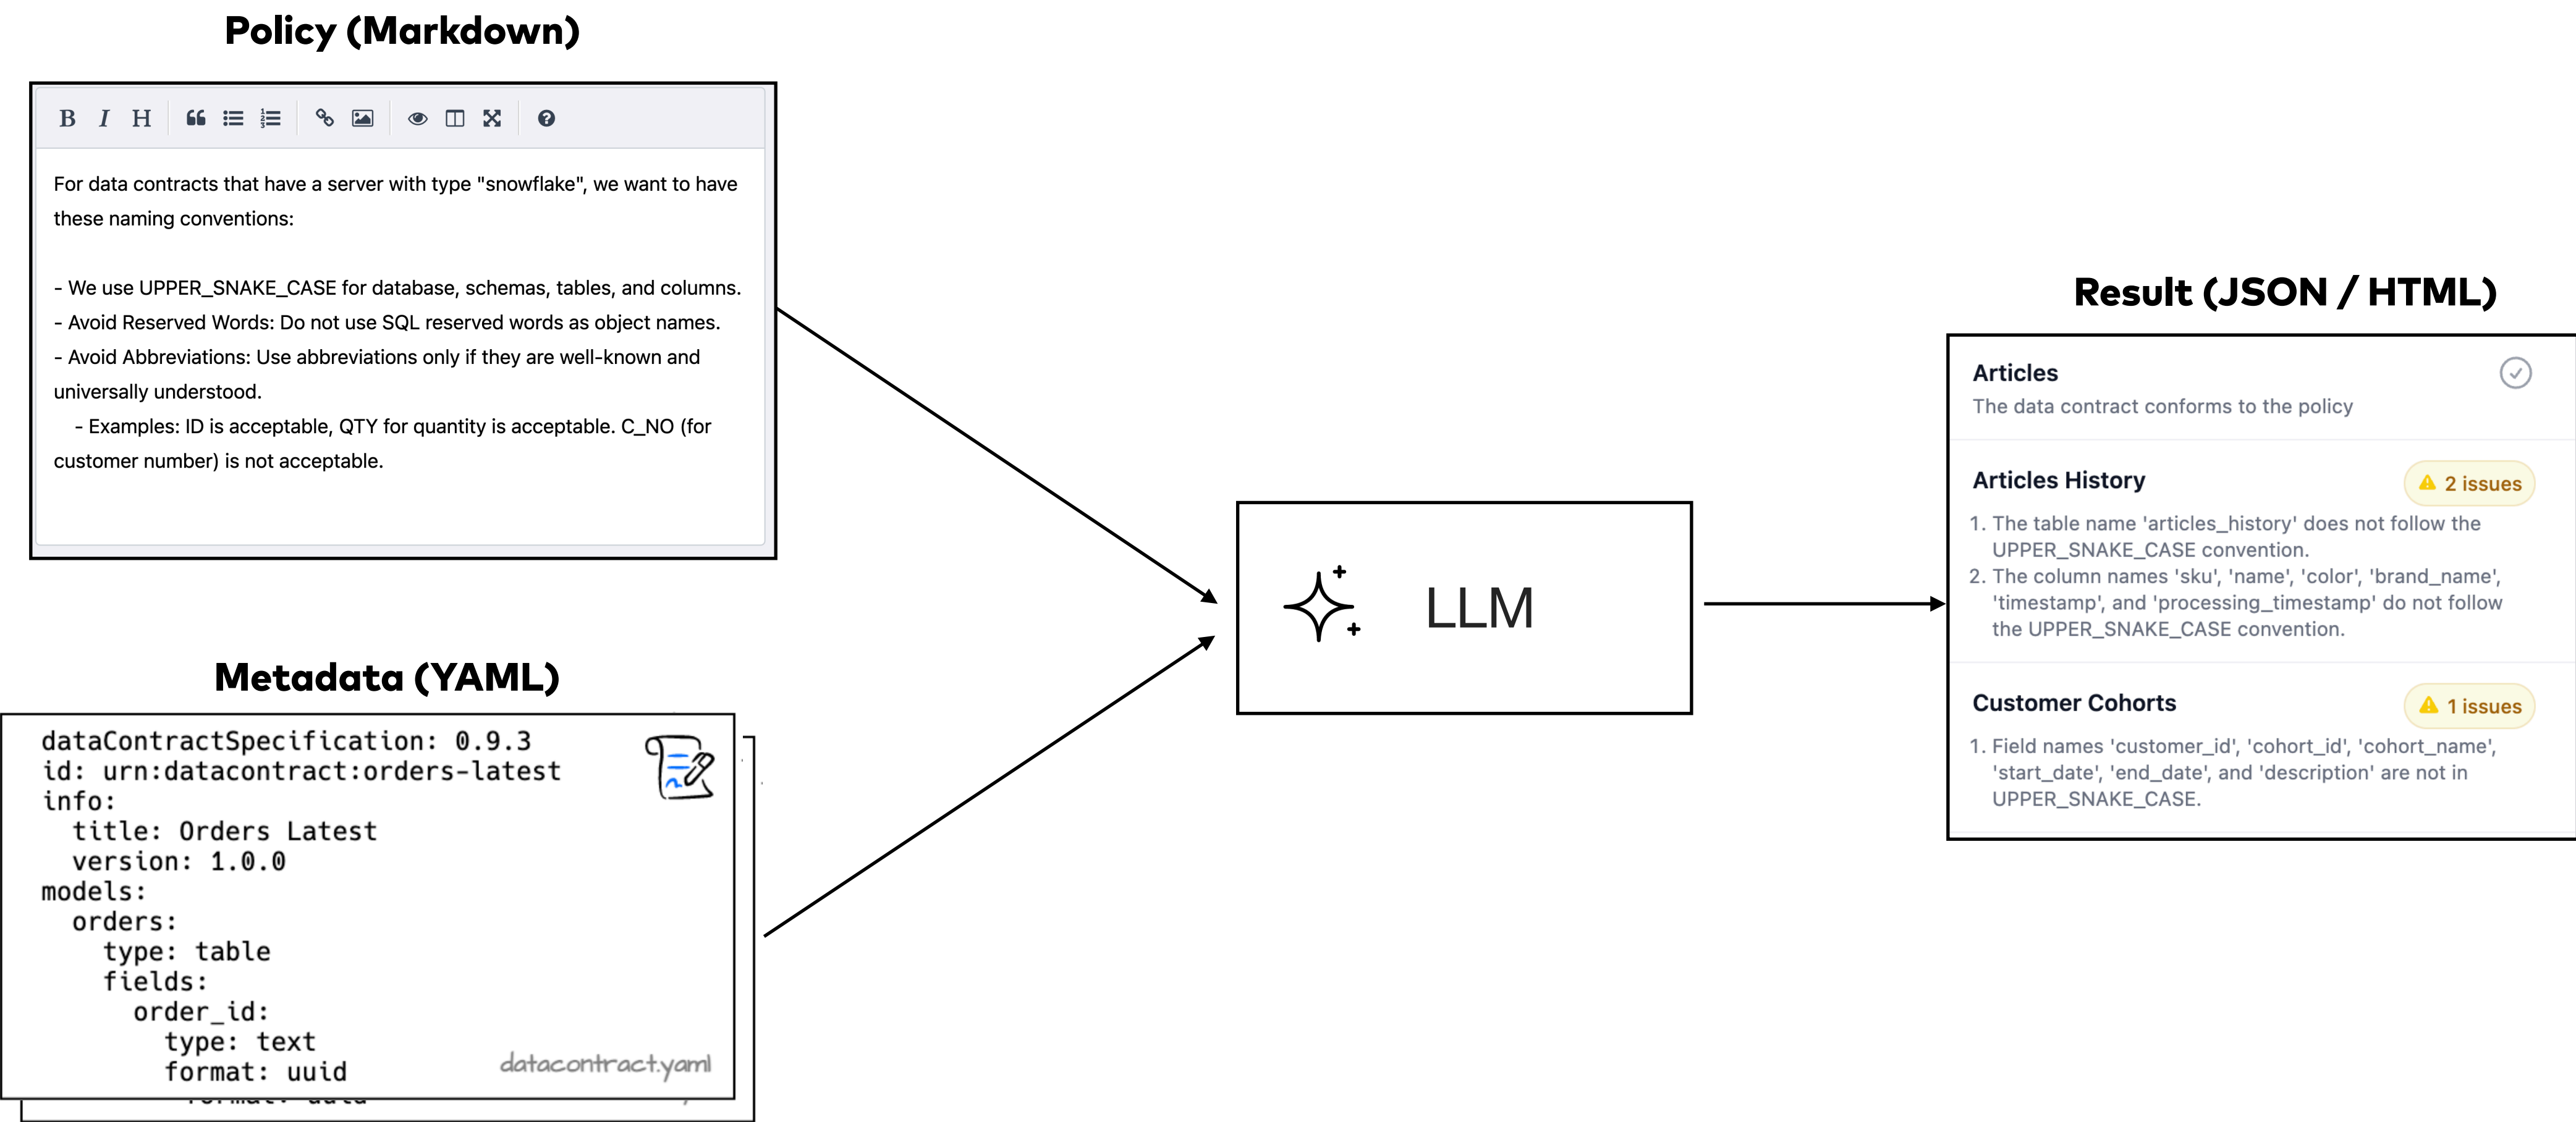 Policy (Markdown)
B I H
For data contracts that have a server with type "snowflake", we want to have
these naming conventions:
- We use UPPER_SNAKE_CASE for database, schemas, tables, and columns.
- Avoid Reserved Words: Do not use SQL reserved words as object names.
- Avoid Abbreviations: Use abbreviations only if they are well-known and
universally understood.
- Examples: ID is acceptable, QTY for quantity is acceptable. C_NO (for
customer number) is not acceptable.
Metadata (YAML)
dataContractSpecification: 0.9.3
id: urn:datacontract:orders-latest
info:
title: Orders Latest
version: 1.0.0
models:
orders:
type: table
fields:
order_id:
type: text
format: uuid
datacontract.yaml
LLM
Result (JSON / HTML)
Articles
The data contract conforms to the policy
Articles History
2 issues
1. The table name 'articles_history' does not follow the
UPPER_SNAKE_CASE convention.
2. The column names 'sku', 'name', 'color', 'brand_name',
'timestamp', and 'processing_timestamp' do not follow
the UPPER_SNAKE_CASE convention.
Customer Cohorts
1 issues
1. Field names 'customer_id', 'cohort_id', 'cohort_name',
'start_date', 'end_date', and 'description' are not in
UPPER_SNAKE_CASE.